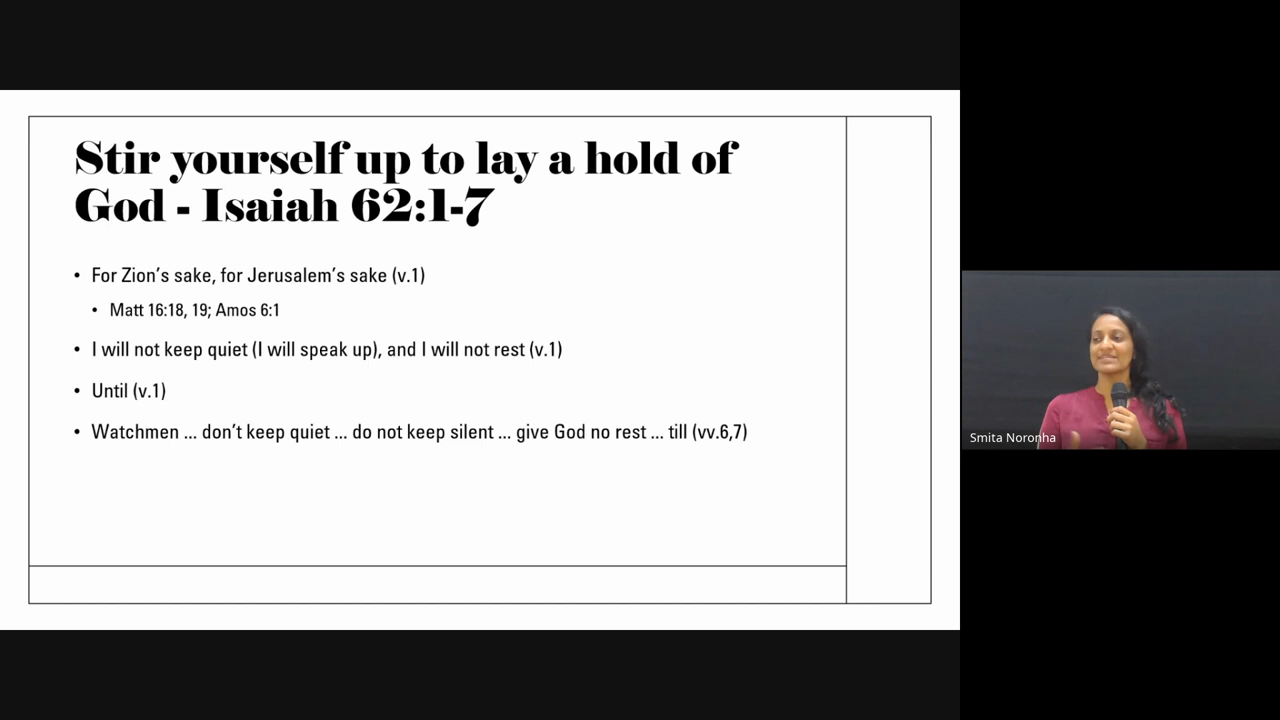 Stir yourself up to lay a hold of
God - Isaiah 62:1-7
• For Zion’s sake, for Jerusalem’s sake (v.1)
• Matt 16:18, 19; Amos 6:1
• I will not keep quiet (I will speak up), and I will not rest (v.1)
• Until (v.1)
• Watchmen ... don’t keep quiet ... do not keep silent ... give God no rest ... till (vv.6,7)
Smita Noronha